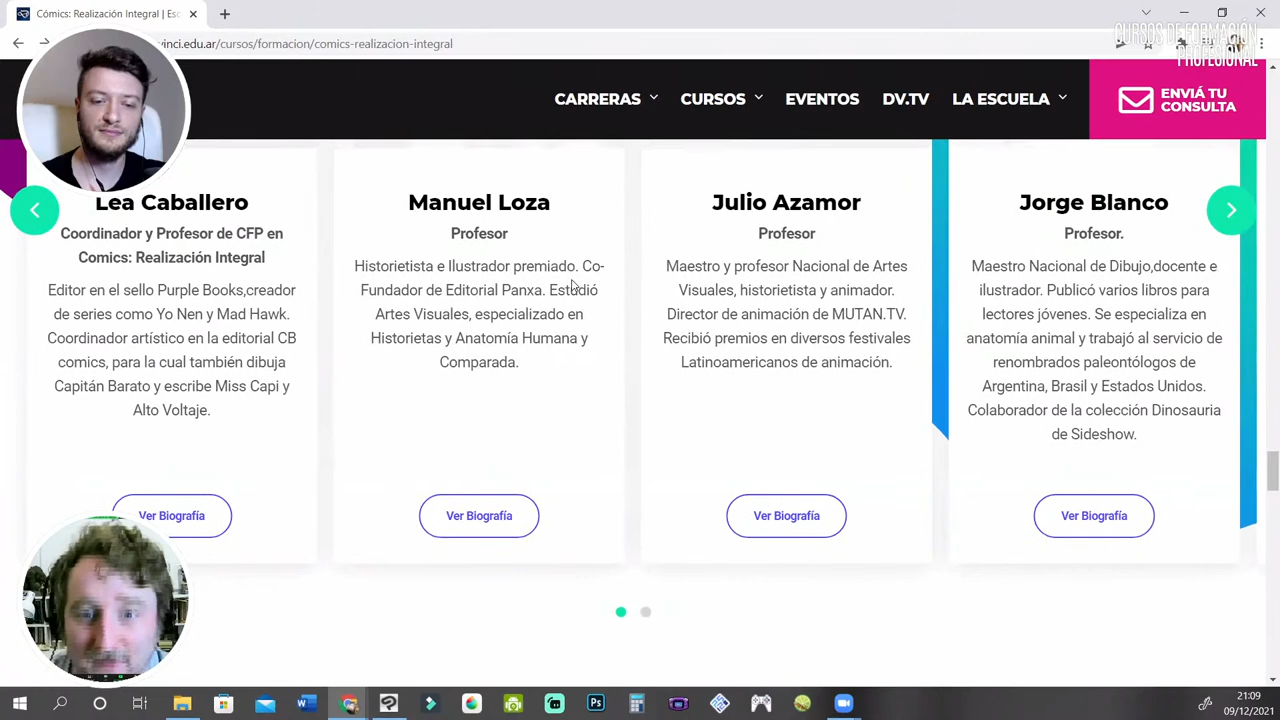 Cómics: Realización Integral | Esc
vinci.edu.ar/cursos/formacion/comics-realizacion-integral
CURSOS DE FORMACIÓN
PROFESIONAL
CARRERAS
CURSOS
EVENTOS
DV.TV
LA ESCUELA
ENVIÁ TU
CONSULTA
Lea Caballero
Coordinador y Profesor de CFP en
Comics: Realización Integral
Editor en el sello Purple Books,creador
de series como Yo Nen y Mad Hawk.
Coordinador artístico en la editorial CB
comics, para la cual también dibuja
Capitán Barato y escribe Miss Capi y
Alto Voltaje.
Ver Biografía
Manuel Loza
Profesor
Historietista e Ilustrador premiado. Co-
Fundador de Editorial Panxa. Estudió
Artes Visuales, especializado en
Historietas y Anatomía Humana y
Comparada.
Ver Biografía
Julio Azamor
Profesor
Maestro y profesor Nacional de Artes
Visuales, historietista y animador.
Director de animación de MUTAN.TV.
Recibió premios en diversos festivales
Latinoamericanos de animación.
Ver Biografía
Jorge Blanco
Profesor.
Maestro Nacional de Dibujo,docente e
ilustrador. Publicó varios libros para
lectores jóvenes. Se especializa en
anatomía animal y trabajó al servicio de
renombrados paleontólogos de
Argentina, Brasil y Estados Unidos.
Colaborador de la colección Dinosauria
de Sideshow.
Ver Biografía
21:09
09/12/2021